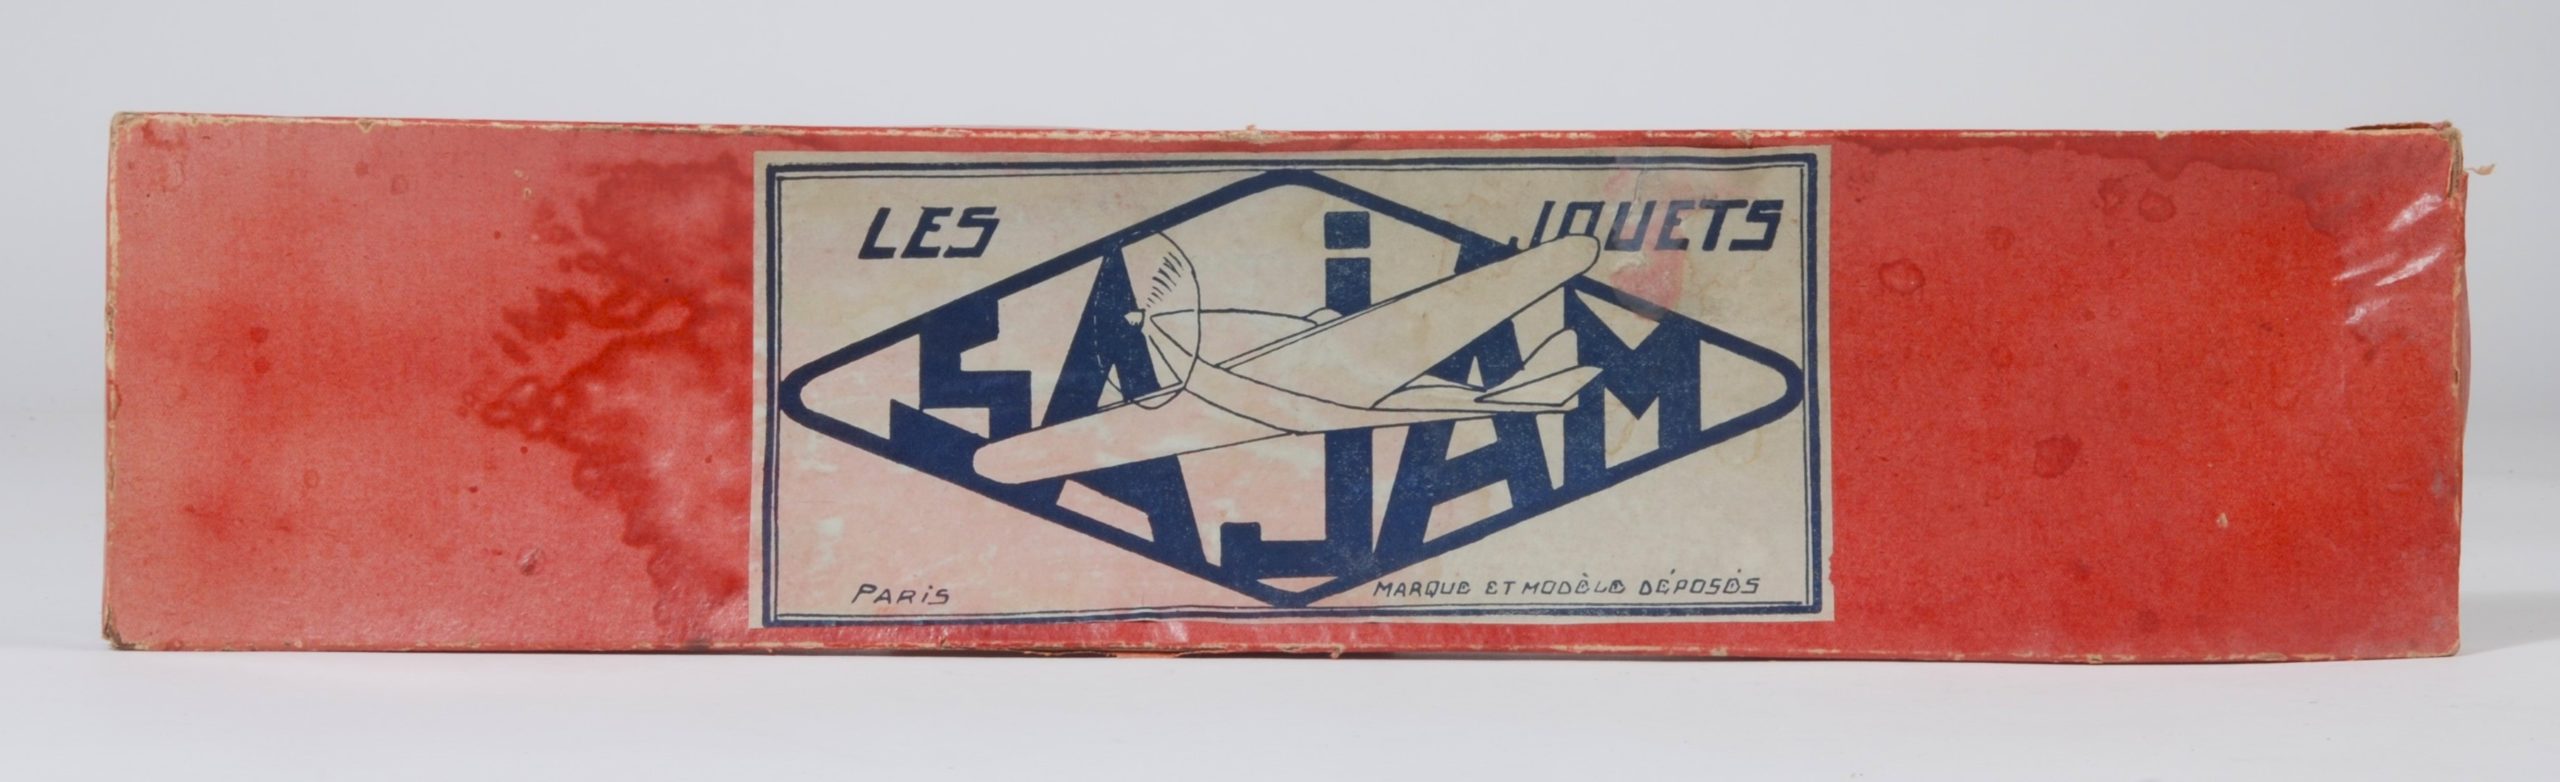 LES JOUETS
SAJAM
PARiS
MARQUE ET MODÈLE DÉPOSÉS